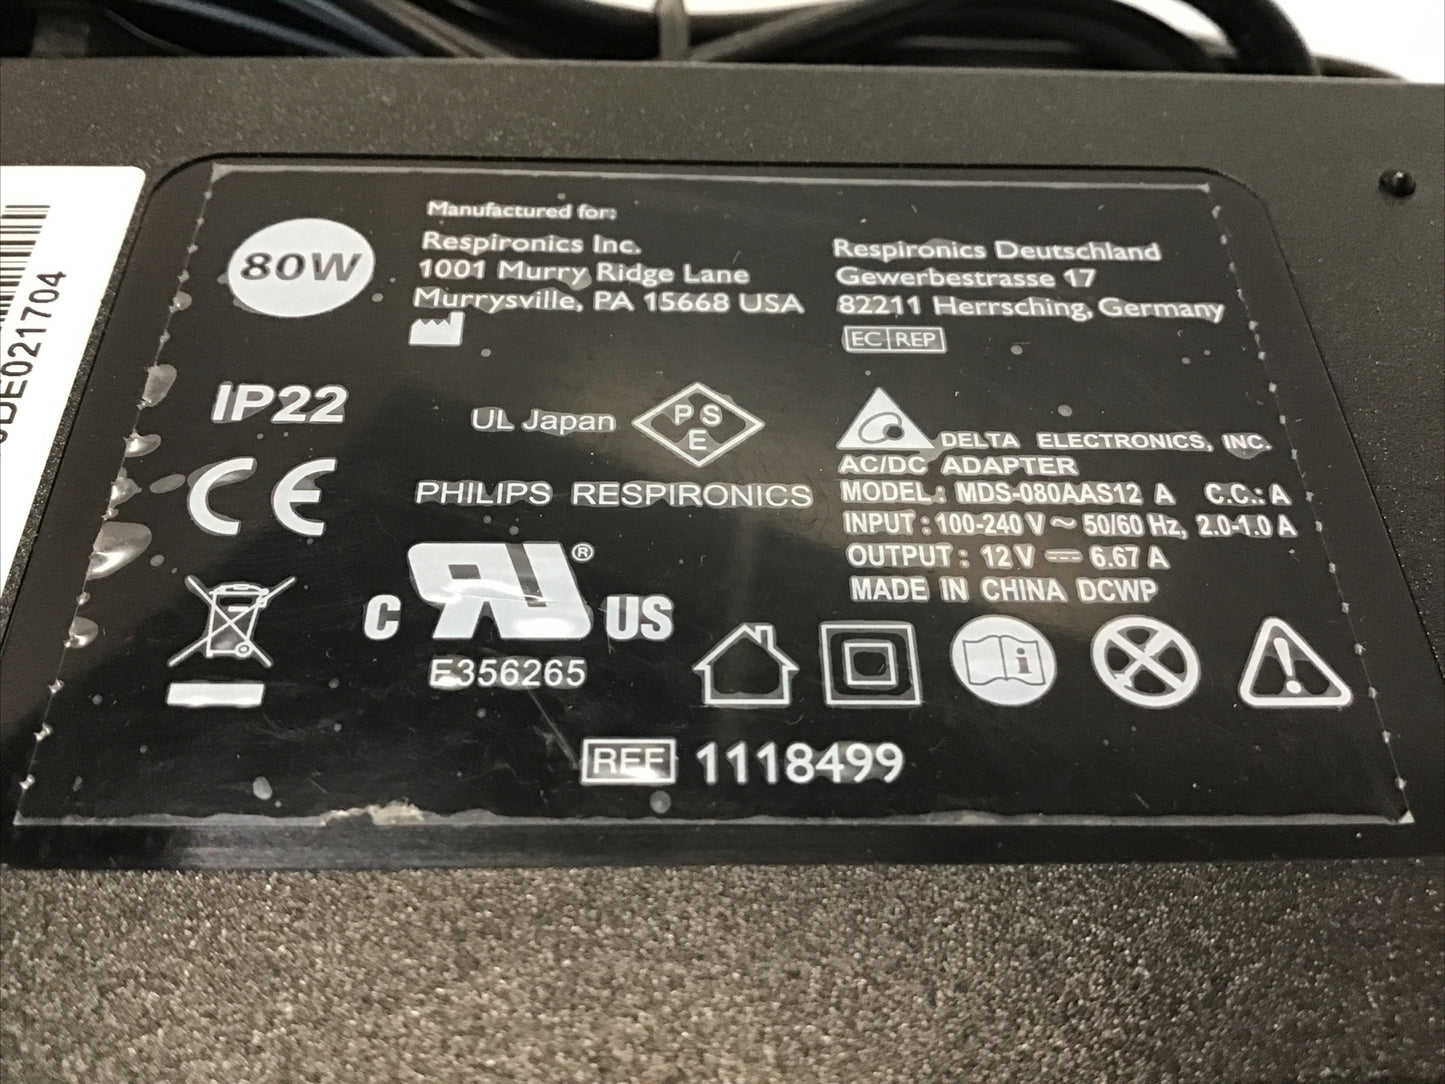 80W
Manufactured for:
Respironics Inc.
1001 Murry Ridge Lane
Murrysville, PA 15668 USA
Respironics Deutschland
Gewerbestrasse 17
82211 Herrsching, Germany
EC REP
IP22
UL Japan
PSE
CE
PHILIPS RESPIRONICS
DELTA ELECTRONICS, INC.
AC/DC ADAPTER
MODEL: MDS-080AAS12 A C.C.: A
INPUT : 100-240 V ~ 50/60 Hz, 2.0-1.0 A
OUTPUT : 12 V ⎓ 6.67 A
MADE IN CHINA DCWP
C RU ® US
E356265
i
REF 1118499
DE021704